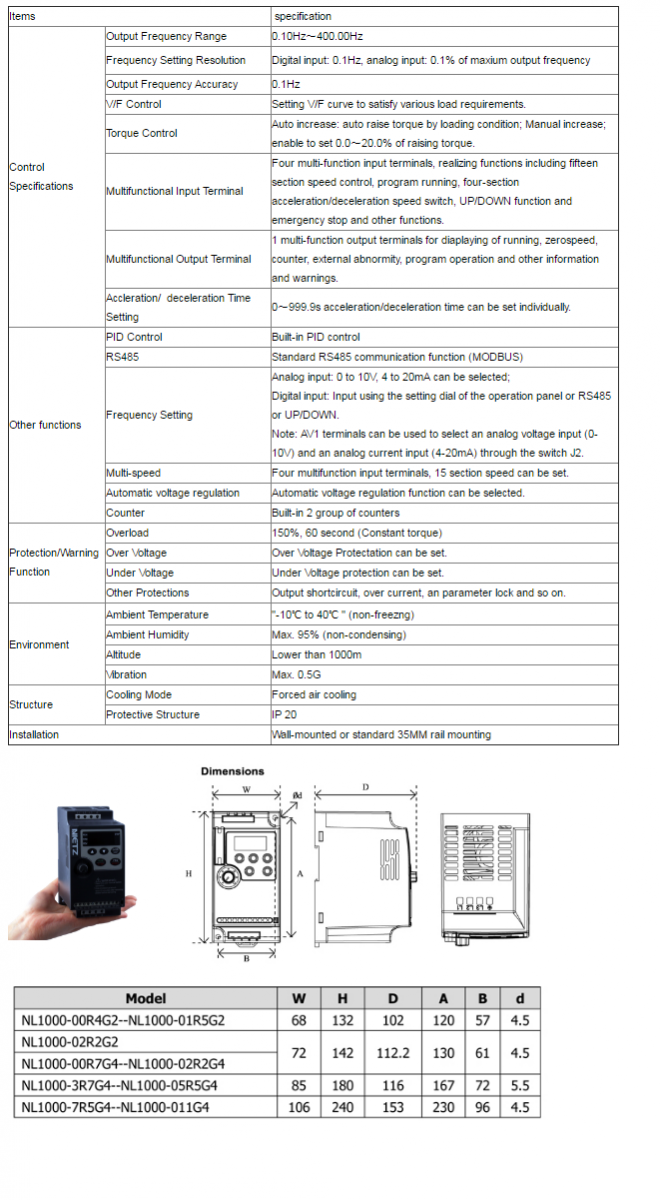 Items specification
Control
Specifications
Output Frequency Range 0.10Hz～400.00Hz
Frequency Setting Resolution Digital input: 0.1Hz, analog input: 0.1% of maxium output frequency
Output Frequency Accuracy 0.1Hz
V/F Control Setting V/F curve to satisfy various load requirements.
Torque Control
Auto increase: auto raise torque by loading condition; Manual increase;
enable to set 0.0～20.0% of raising torque.
Multifunctional Input Terminal
Four multi-function input terminals, realizing functions including fifteen
section speed control, program running, four-section
acceleration/deceleration speed switch, UP/DOWN function and
emergency stop and other functions.
Multifunctional Output Terminal
1 multi-function output terminals for diaplaying of running, zerospeed,
counter, external abnormity, program operation and other information
and warnings.
Accleration/ deceleration Time
Setting
0～999.9s acceleration/deceleration time can be set individually.
Other functions
PID Control Built-in PID control
RS485 Standard RS485 communication function (MODBUS)
Frequency Setting
Analog input: 0 to 10V, 4 to 20mA can be selected;
Digital input: Input using the setting dial of the operation panel or RS485
or UP/DOWN.
Note: AV1 terminals can be used to select an analog voltage input (0-
10V) and an analog current input (4-20mA) through the switch J2.
Multi-speed Four multifunction input terminals, 15 section speed can be set.
Automatic voltage regulation Automatic voltage regulation function can be selected.
Counter Built-in 2 group of counters
Protection/Warning
Function
Overload 150%, 60 second (Constant torque)
Over Voltage Over Voltage Protectation can be set.
Under Voltage Under Voltage protection can be set.
Other Protections Output shortcircuit, over current, an parameter lock and so on.
Environment
Ambient Temperature "-10℃ to 40℃ " (non-freezng)
Ambient Humidity Max. 95% (non-condensing)
Altitude Lower than 1000m
Vibration Max. 0.5G
Structure
Cooling Mode Forced air cooling
Protective Structure IP 20
Installation Wall-mounted or standard 35MM rail mounting
Dimensions
W
Ød
D
H
A
B
Model W H D A B d
NL1000-00R4G2--NL1000-01R5G2 68 132 102 120 57 4.5
NL1000-02R2G2
NL1000-00R7G4--NL1000-02R2G4
72 142 112.2 130 61 4.5
NL1000-3R7G4--NL1000-05R5G4 85 180 116 167 72 5.5
NL1000-7R5G4--NL1000-011G4 106 240 153 230 96 4.5